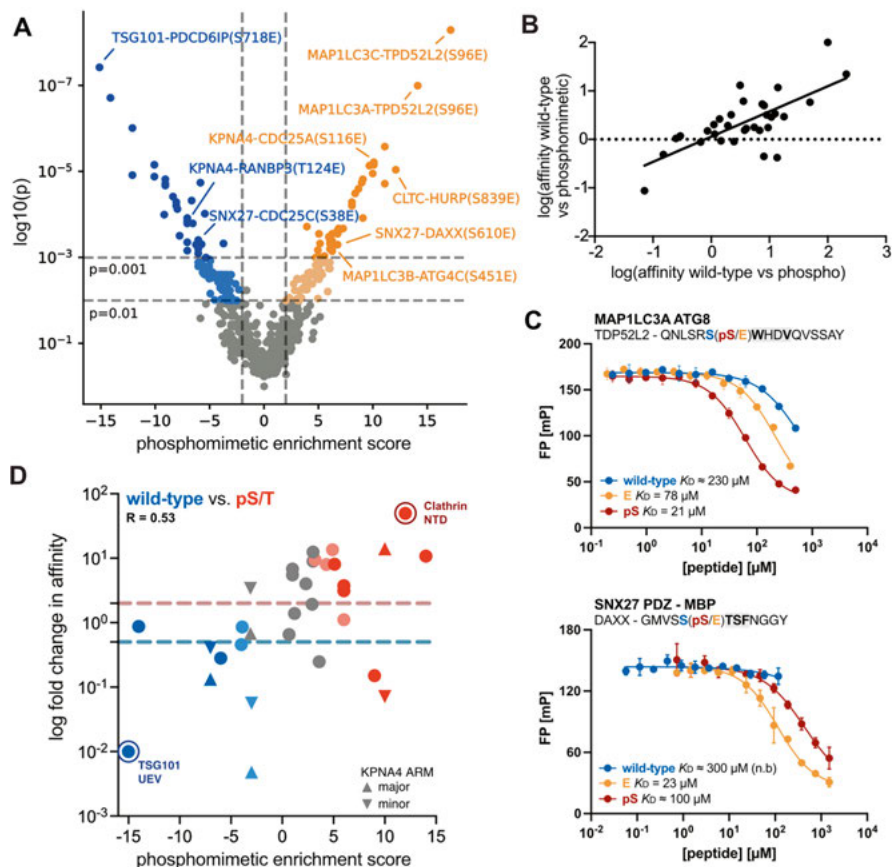 A
TSG101-PDCD6IP(S718E)
MAP1LC3C-TPD52L2(S96E)
MAP1LC3A-TPD52L2(S96E)
KPNA4-CDC25A(S116E)
KPNA4-RANBP3(T124E)
CLTC-HURP(S839E)
SNX27-CDC25C(S38E)
SNX27-DAXX(S610E)
MAP1LC3B-ATG4C(S451E)
p=0.001
p=0.01
log10(p)
10⁻⁷
10⁻⁵
10⁻³
10⁻¹
−15 −10 −5 0 5 10 15
phosphomimetic enrichment score
B
log(affinity wild-type
vs phosphomimetic)
2
1
0
-1
-2
-2 -1 0 1 2 3
log(affinity wild-type vs phospho)
C
MAP1LC3A ATG8
TDP52L2 - QNLSRS(pS/E)WHDVQVSSAY
FP [mP]
200
150
100
50
0
wild-type KD ≈ 230 µM
E KD = 78 µM
pS KD = 21 µM
10⁻¹ 10⁰ 10¹ 10² 10³ 10⁴
[peptide] [µM]
SNX27 PDZ - MBP
DAXX - GMVSS(pS/E)TSFNGGY
FP [mP]
180
120
60
0
wild-type KD ≈ 300 µM (n.b)
E KD = 23 µM
pS KD ≈ 100 µM
10⁻² 10⁻¹ 10⁰ 10¹ 10² 10³ 10⁴
[peptide] [µM]
D
wild-type vs. pS/T
R = 0.53
Clathrin
NTD
TSG101
UEV
KPNA4 ARM
major
minor
log fold change in affinity
10²
10¹
10⁰
10⁻¹
10⁻²
10⁻³
-15 -10 -5 0 5 10 15
phosphomimetic enrichment score